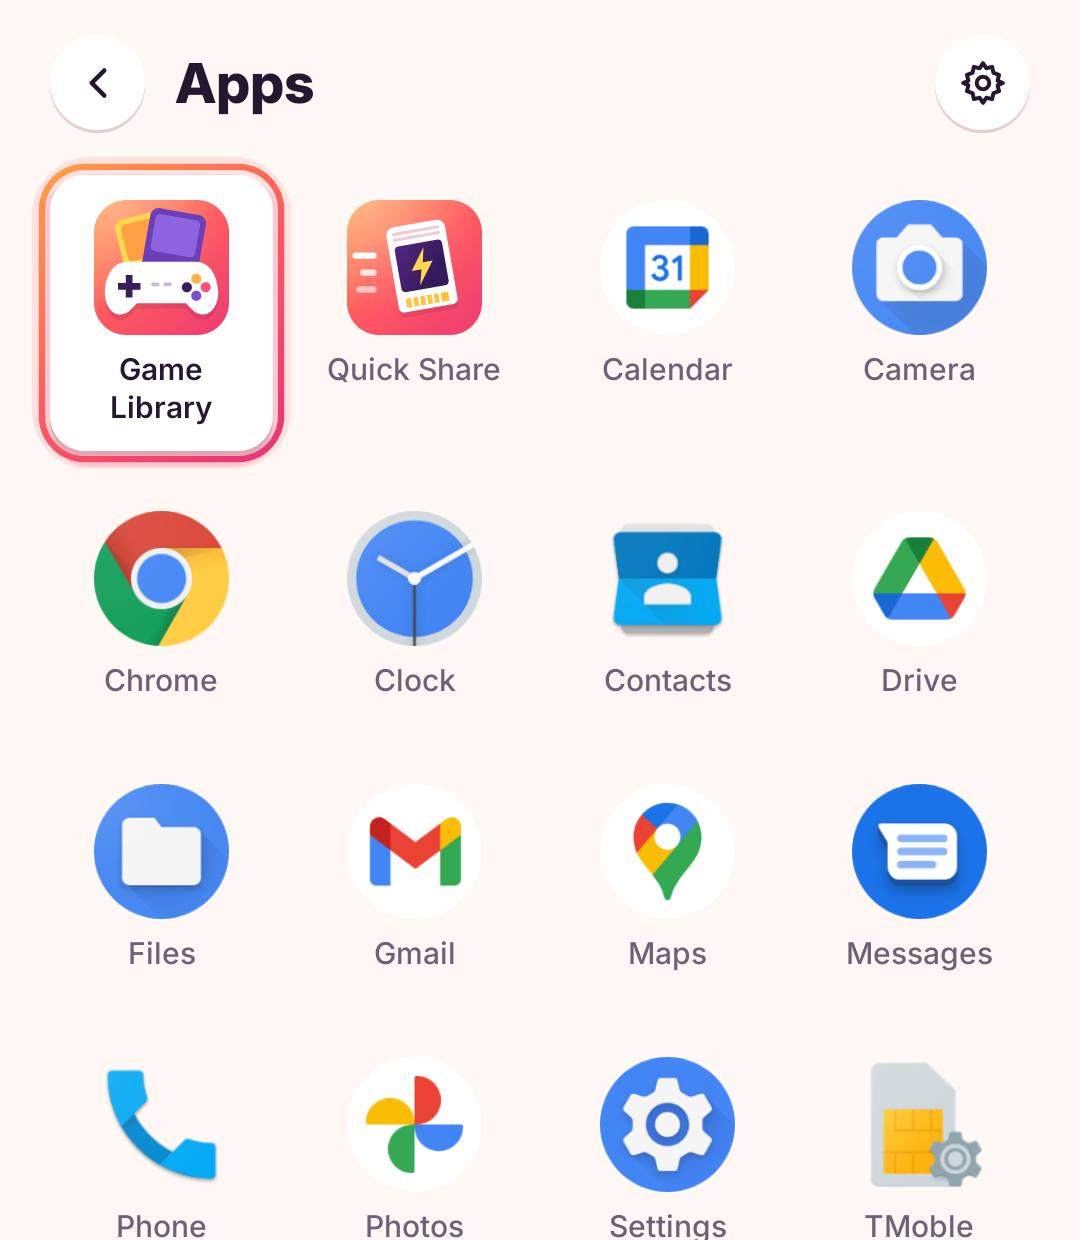 Apps
Game
Library
Quick Share
Calendar
31
Camera
Chrome
Clock
Contacts
Drive
Files
Gmail
Maps
Messages
Phone
Photos
Settings
TMoble